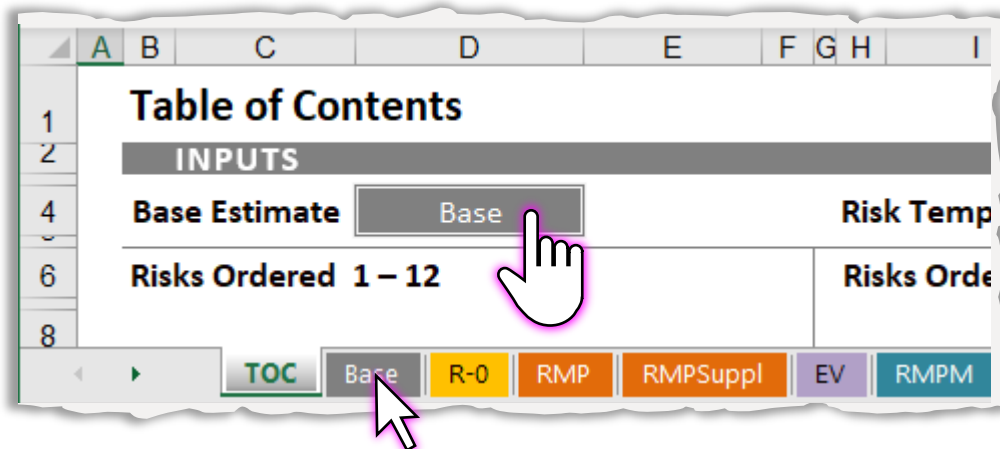 A B C D E F G H I
1 Table of Contents
2 INPUTS
4 Base Estimate Base Risk Temp
6 Risks Ordered 1 – 12 Risks Orde
8
TOC Base R-0 RMP RMPSuppl EV RMPM